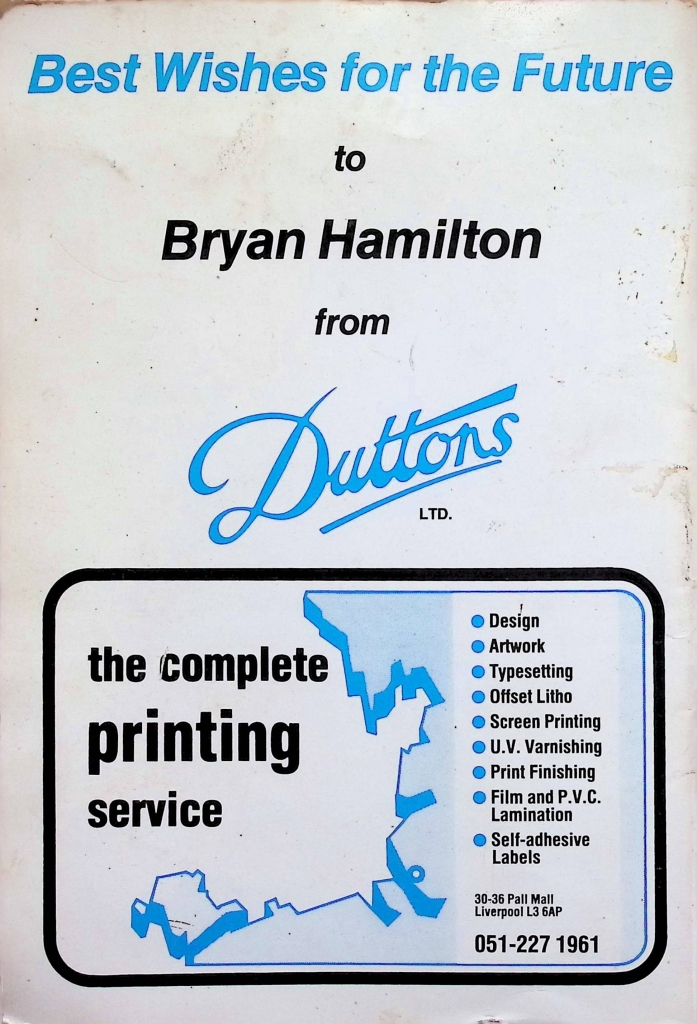 Best Wishes for the Future
to
Bryan Hamilton
from
Duttons
LTD.
the complete
printing
service
Design
Artwork
Typesetting
Offset Litho
Screen Printing
U.V. Varnishing
Print Finishing
Film and P.V.C.
Lamination
Self-adhesive
Labels
30-36 Pall Mall
Liverpool L3 6AP
051-227 1961